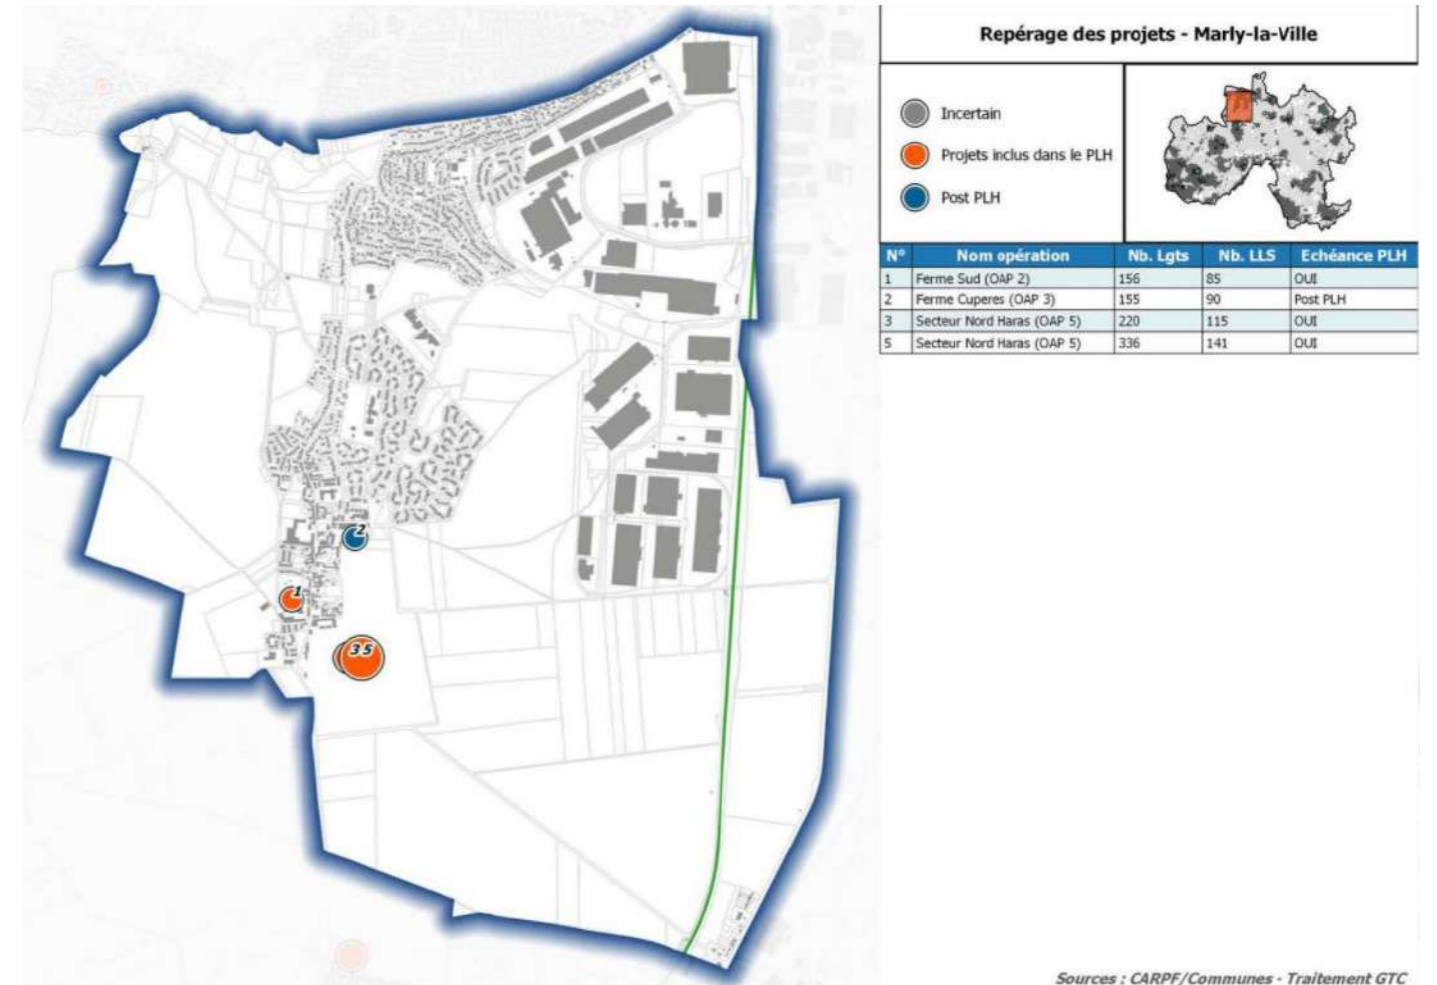 Repérage des projets - Marly-la-Ville
Incertain
Projets inclus dans le PLH
Post PLH
N° Nom opération Nb. Lgts Nb. LLS Echéance PLH
1 Ferme Sud (OAP 2) 156 85 OUI
2 Ferme Cuperes (OAP 3) 155 90 Post PLH
3 Secteur Nord Haras (OAP 5) 220 115 OUI
5 Secteur Nord Haras (OAP 5) 336 141 OUI
2
1
3 5
Sources : CARPF/Communes - Traitement GTC